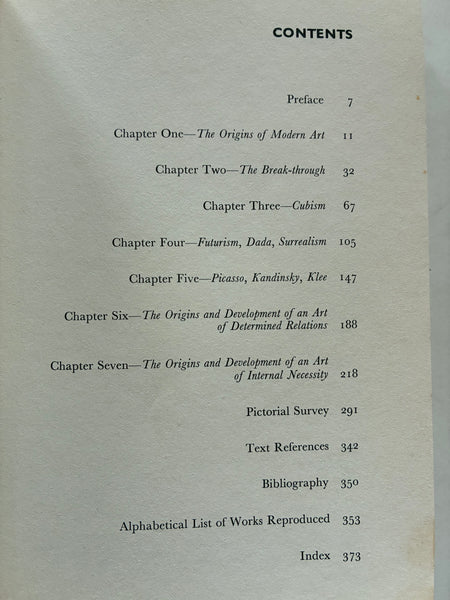 CONTENTS
Preface 7
Chapter One—The Origins of Modern Art 11
Chapter Two—The Break-through 32
Chapter Three—Cubism 67
Chapter Four—Futurism, Dada, Surrealism 105
Chapter Five—Picasso, Kandinsky, Klee 147
Chapter Six—The Origins and Development of an Art
of Determined Relations 188
Chapter Seven—The Origins and Development of an Art
of Internal Necessity 218
Pictorial Survey 291
Text References 342
Bibliography 350
Alphabetical List of Works Reproduced 353
Index 373